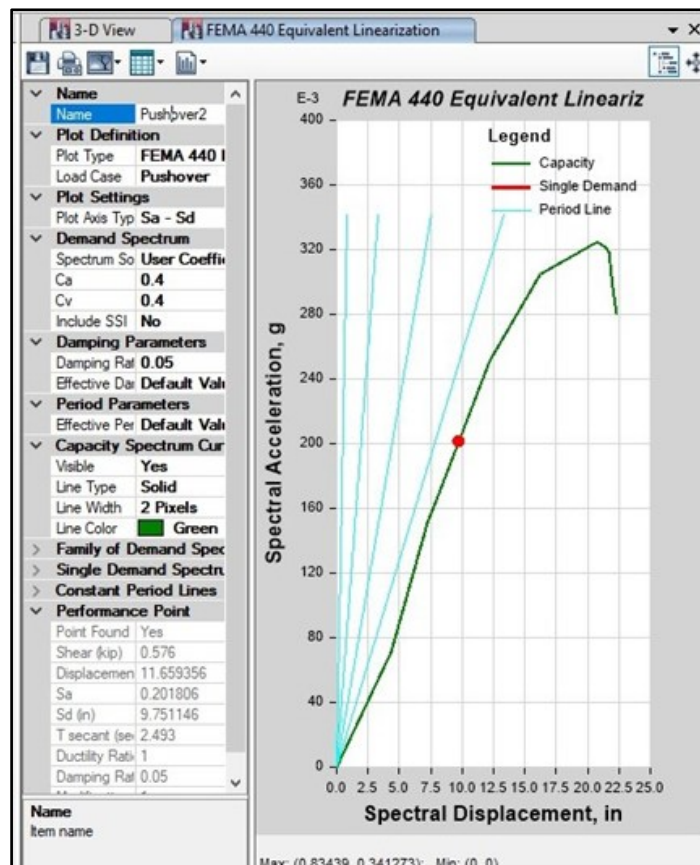 3-D View
FEMA 440 Equivalent Linearization
Name
Name Pushover2
Plot Definition
Plot Type FEMA 440 I
Load Case Pushover
Plot Settings
Plot Axis Typ Sa - Sd
Demand Spectrum
Spectrum So User Coeffi
Ca 0.4
Cv 0.4
Include SSI No
Damping Parameters
Damping Rat 0.05
Effective Dar Default Valu
Period Parameters
Effective Per Default Valu
Capacity Spectrum Cur
Visible Yes
Line Type Solid
Line Width 2 Pixels
Line Color Green
Family of Demand Spec
Single Demand Spectru
Constant Period Lines
Performance Point
Point Found Yes
Shear (kip) 0.576
Displacemen 11.659356
Sa 0.201806
Sd (in) 9.751146
T secant (sec 2.493
Ductility Rati 1
Damping Rat 0.05
Name
Item name
E-3 FEMA 440 Equivalent Lineariz
Legend
Capacity
Single Demand
Period Line
400
360
320
280
240
200
160
120
80
40
0
Spectral Acceleration, g
0.0 2.5 5.0 7.5 10.0 12.5 15.0 17.5 20.0 22.5 25.0
Spectral Displacement, in
Max: (0.83439, 0.341273); Min: (0, 0)